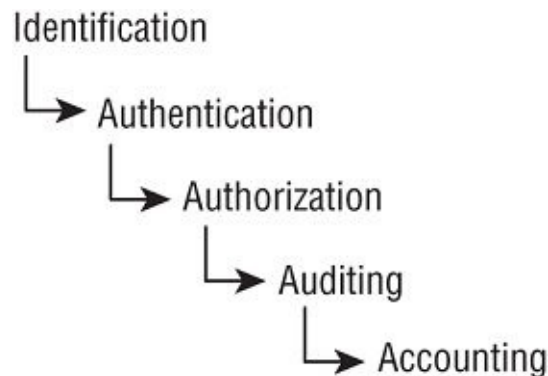 Identification
Authentication
Authorization
Auditing
Accounting